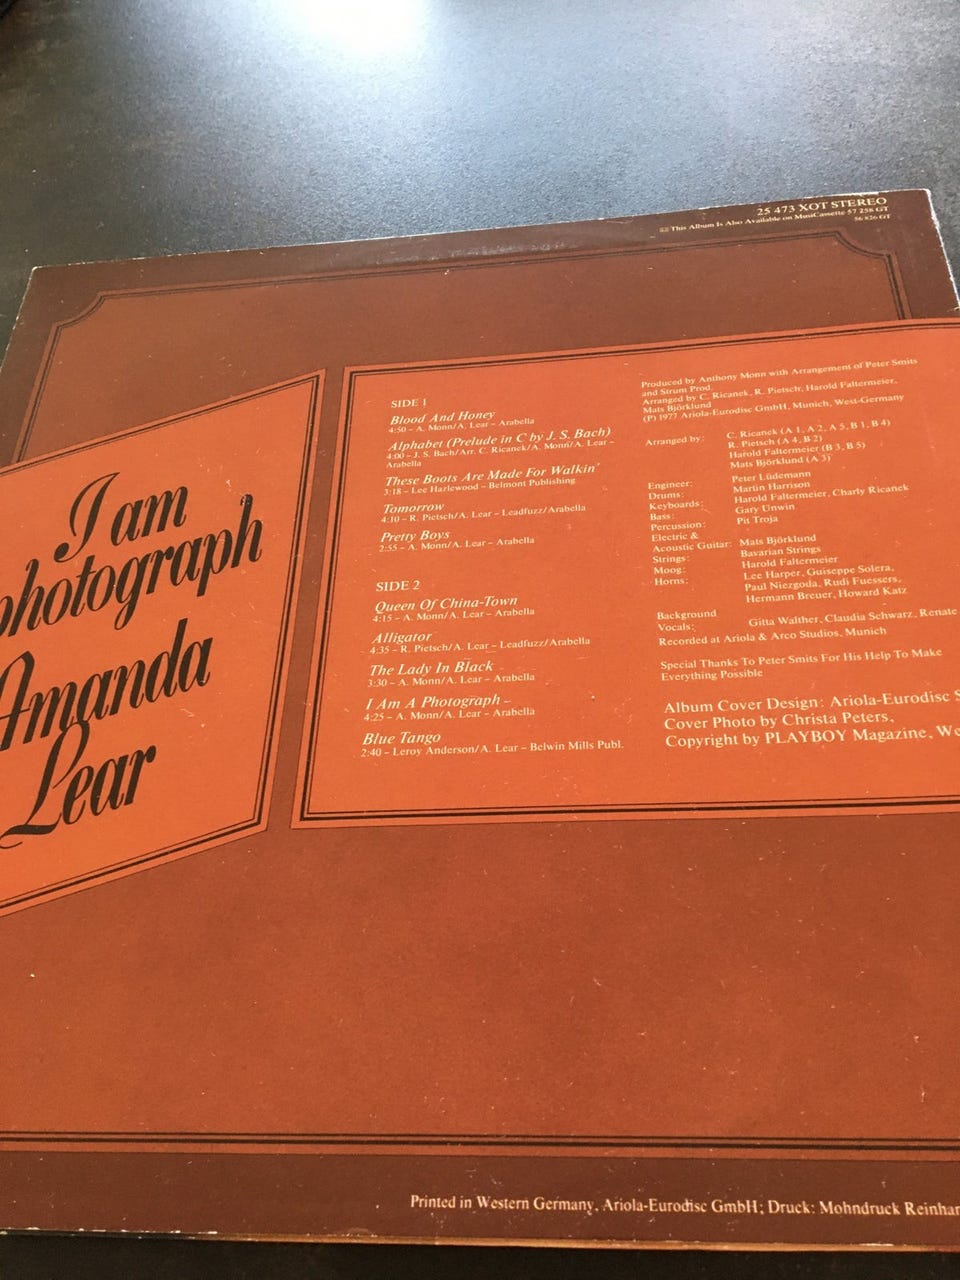 25 473 XOT STEREO
This Album Is Also Available on MusiCassette 57 258 GT
56 826 GT
I am
photograph
Amanda
Lear
SIDE 1
Blood And Honey
4:50 – A. Monn/A. Lear – Arabella
Alphabet (Prelude in C by J. S. Bach)
4:00 – J. S. Bach/Arr. C. Ricanek/A. Monn/A. Lear –
Arabella
These Boots Are Made For Walkin'
3:18 – Lee Hazlewood – Belmont Publishing
Tomorrow
4:10 – R. Pietsch/A. Lear – Leadfuzz/Arabella
Pretty Boys
2:55 – A. Monn/A. Lear – Arabella
SIDE 2
Queen Of China-Town
4:15 – A. Monn/A. Lear – Arabella
Alligator
4:35 – R. Pietsch/A. Lear – Leadfuzz/Arabella
The Lady In Black
3:30 – A. Monn/A. Lear – Arabella
I Am A Photograph –
4:25 – A. Monn/A. Lear – Arabella
Blue Tango
2:40 – Leroy Anderson/A. Lear – Belwin Mills Publ.
Produced by Anthony Monn with Arrangement of Peter Smits
and Strum Prod.
Arranged by C. Ricanek, R. Pietsch, Harold Faltermeier,
Mats Björklund
(P) 1977 Ariola-Eurodisc GmbH, Munich, West-Germany
Arranged by: C. Ricanek (A 1, A 2, A 5, B 1, B 4)
R. Pietsch (A 4, B 2)
Harold Faltermeier (B 3, B 5)
Mats Björklund (A 3)
Engineer: Peter Lüdemann
Drums: Martin Harrison
Keyboards: Harold Faltermeier, Charly Ricanek
Bass: Gary Unwin
Percussion: Pit Troja
Electric &
Acoustic Guitar: Mats Björklund
Strings: Bavarian Strings
Moog: Harold Faltermeier
Horns: Lee Harper, Guiseppe Solera,
Paul Niezgoda, Rudi Fuessers,
Hermann Breuer, Howard Katz
Background
Vocals: Gitta Walther, Claudia Schwarz, Renate
Recorded at Ariola & Arco Studios, Munich
Special Thanks To Peter Smits For His Help To Make
Everything Possible
Album Cover Design: Ariola-Eurodisc S
Cover Photo by Christa Peters,
Copyright by PLAYBOY Magazine, We
Printed in Western Germany, Ariola-Eurodisc GmbH; Druck: Mohndruck Reinhar